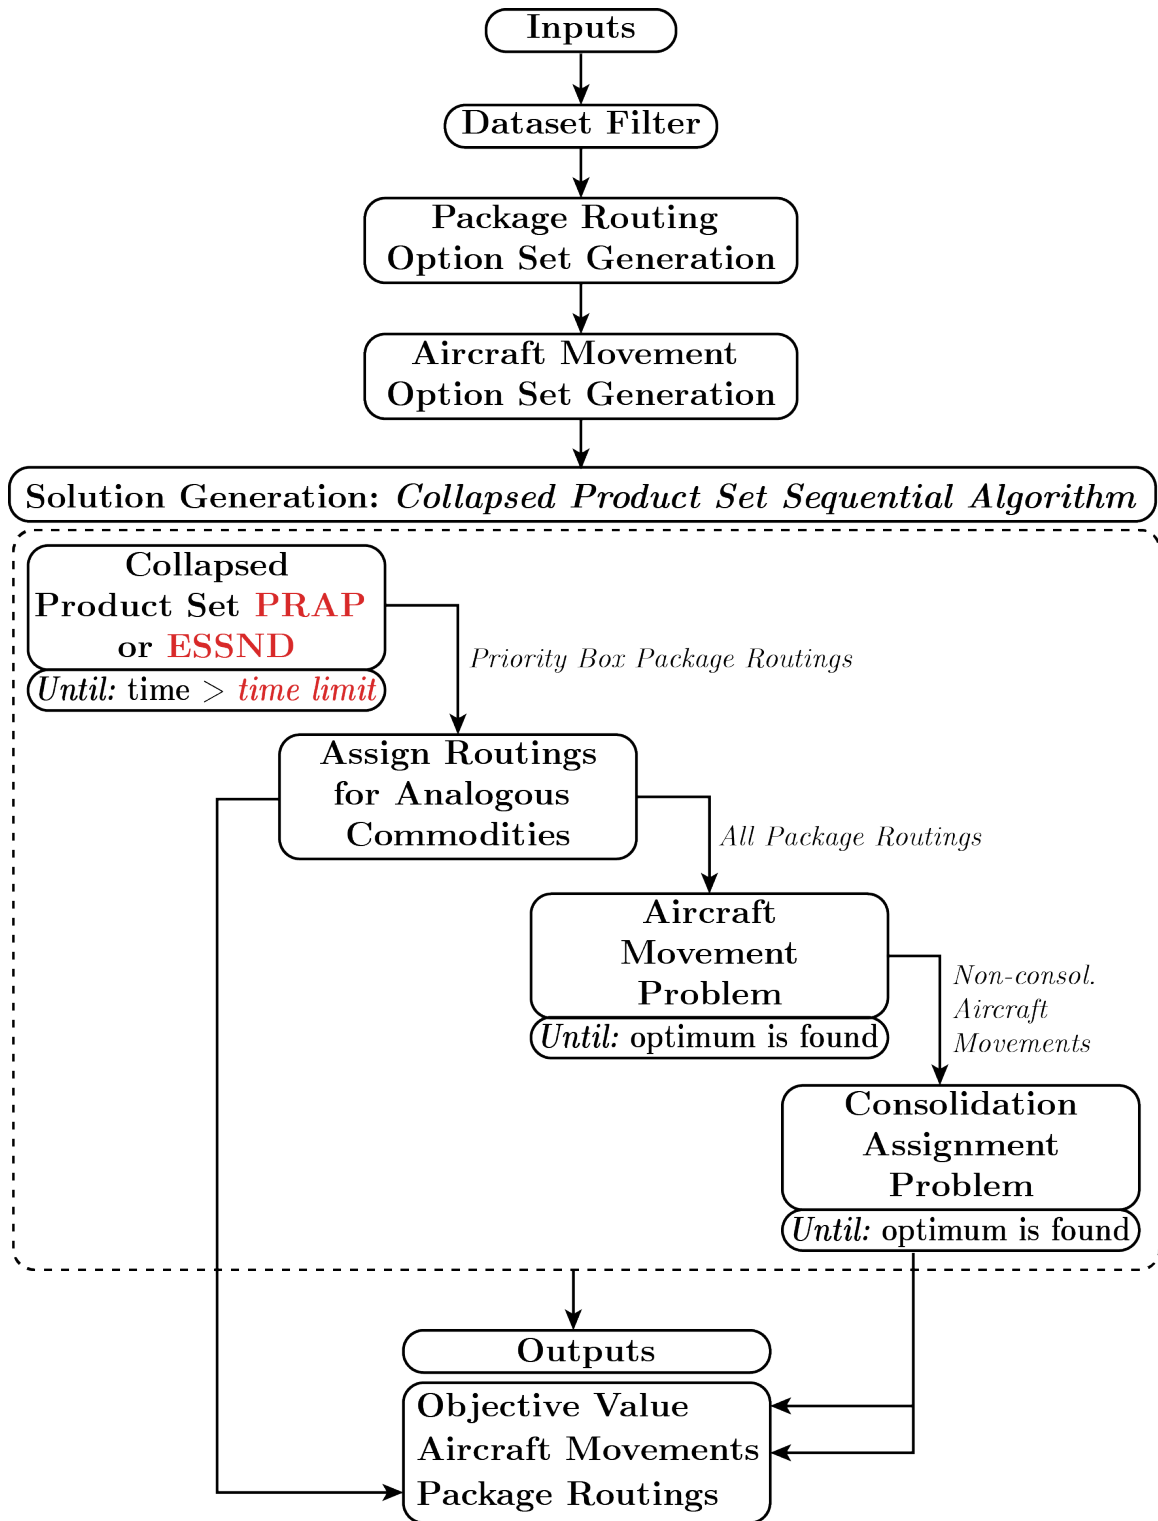 Inputs
Dataset Filter
Package Routing
Option Set Generation
Aircraft Movement
Option Set Generation
Solution Generation: Collapsed Product Set Sequential Algorithm
Collapsed
Product Set PRAP
or ESSND
Until: time > time limit
Priority Box Package Routings
Assign Routings
for Analogous
Commodities
All Package Routings
Aircraft
Movement
Problem
Until: optimum is found
Non-consol.
Aircraft
Movements
Consolidation
Assignment
Problem
Until: optimum is found
Outputs
Objective Value
Aircraft Movements
Package Routings